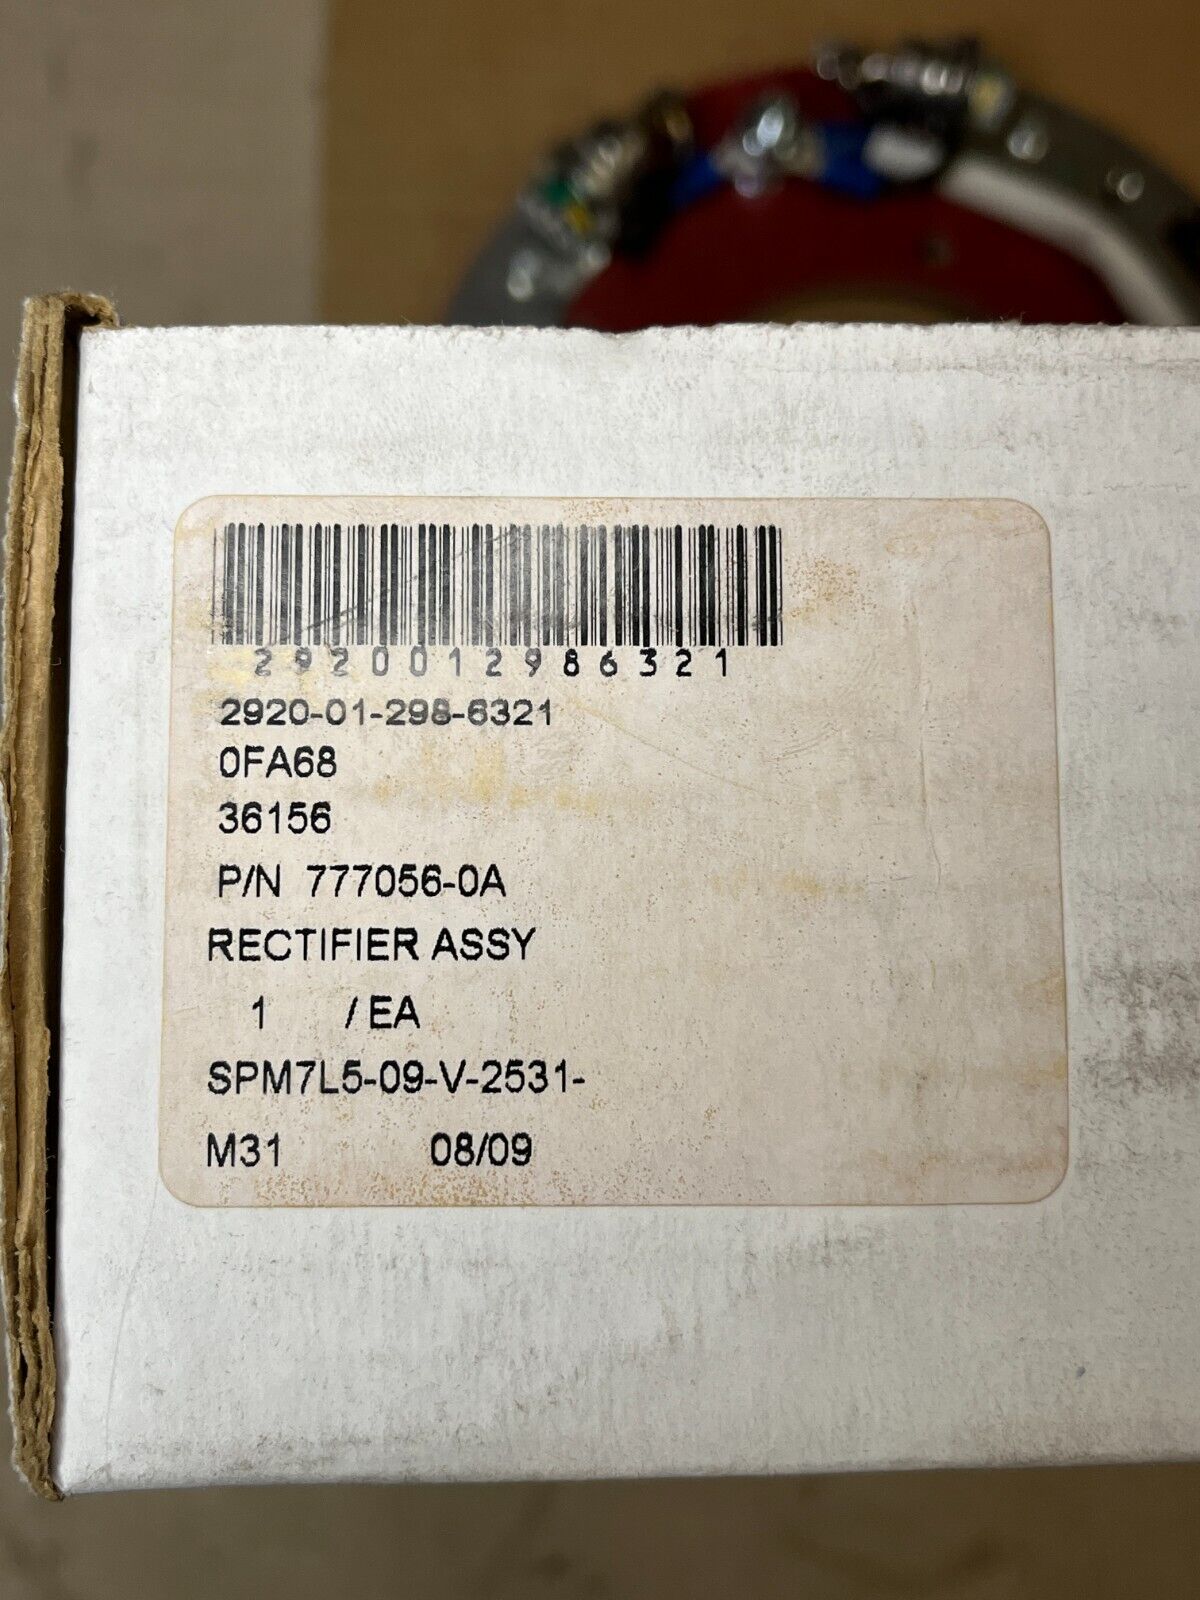 2920012986321
2920-01-298-6321
0FA68
36156
P/N 777056-0A
RECTIFIER ASSY
1 / EA
SPM7L5-09-V-2531-
M31 08/09